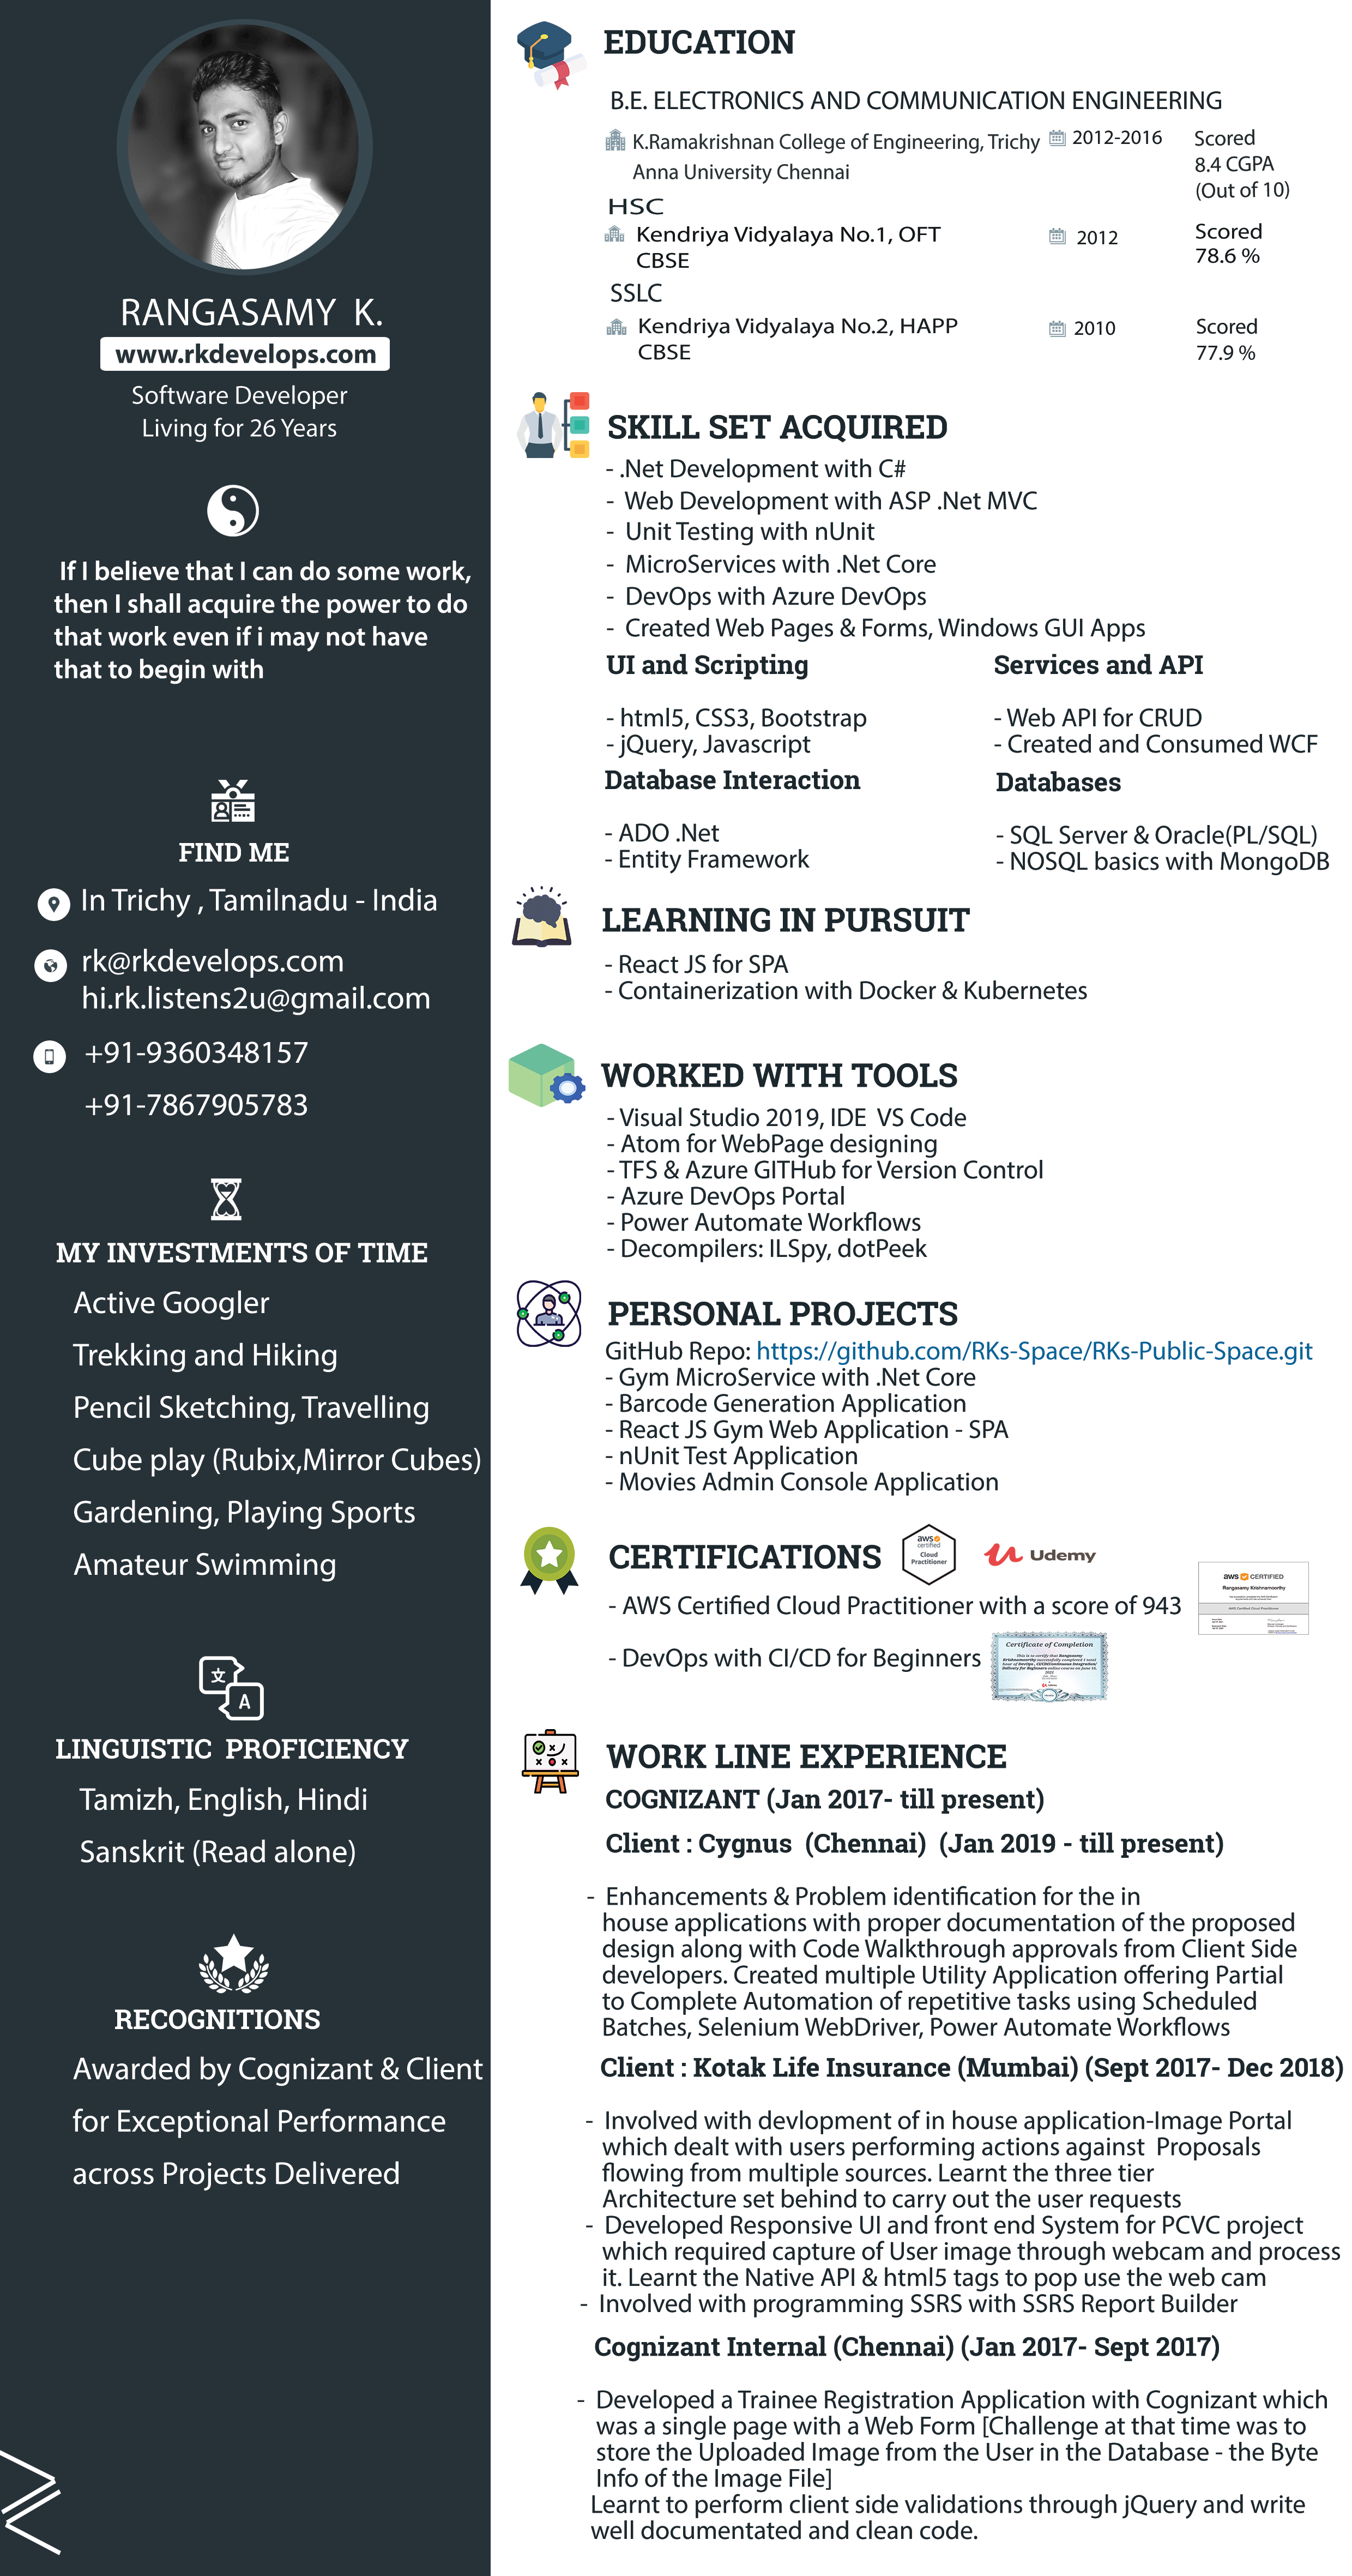 RANGASAMY K.
www.rkdevelops.com
Software Developer
Living for 26 Years
If I believe that I can do some work,
then I shall acquire the power to do
that work even if i may not have
that to begin with
FIND ME
In Trichy , Tamilnadu - India
rk@rkdevelops.com
hi.rk.listens2u@gmail.com
+91-9360348157
+91-7867905783
MY INVESTMENTS OF TIME
Active Googler
Trekking and Hiking
Pencil Sketching, Travelling
Cube play (Rubix,Mirror Cubes)
Gardening, Playing Sports
Amateur Swimming
文
A
LINGUISTIC PROFICIENCY
Tamizh, English, Hindi
Sanskrit (Read alone)
RECOGNITIONS
Awarded by Cognizant & Client
for Exceptional Performance
across Projects Delivered
EDUCATION
B.E. ELECTRONICS AND COMMUNICATION ENGINEERING
K.Ramakrishnan College of Engineering, Trichy 2012-2016 Scored
Anna University Chennai 8.4 CGPA
(Out of 10)
HSC
Kendriya Vidyalaya No.1, OFT 2012 Scored
CBSE 78.6 %
SSLC
Kendriya Vidyalaya No.2, HAPP 2010 Scored
CBSE 77.9 %
SKILL SET ACQUIRED
- .Net Development with C#
- Web Development with ASP .Net MVC
- Unit Testing with nUnit
- MicroServices with .Net Core
- DevOps with Azure DevOps
- Created Web Pages & Forms, Windows GUI Apps
UI and Scripting
- html5, CSS3, Bootstrap
- jQuery, Javascript
Services and API
- Web API for CRUD
- Created and Consumed WCF
Database Interaction
- ADO .Net
- Entity Framework
Databases
- SQL Server & Oracle(PL/SQL)
- NOSQL basics with MongoDB
LEARNING IN PURSUIT
- React JS for SPA
- Containerization with Docker & Kubernetes
WORKED WITH TOOLS
- Visual Studio 2019, IDE VS Code
- Atom for WebPage designing
- TFS & Azure GITHub for Version Control
- Azure DevOps Portal
- Power Automate Workflows
- Decompilers: ILSpy, dotPeek
PERSONAL PROJECTS
GitHub Repo: https://github.com/RKs-Space/RKs-Public-Space.git
- Gym MicroService with .Net Core
- Barcode Generation Application
- React JS Gym Web Application - SPA
- nUnit Test Application
- Movies Admin Console Application
CERTIFICATIONS
aws
certified
Cloud
Practitioner
Udemy
- AWS Certified Cloud Practitioner with a score of 943
aws CERTIFIED
Rangasamy Krishnamoorthy
AWS Certified Cloud Practitioner
- DevOps with CI/CD for Beginners
Certificate of Completion
WORK LINE EXPERIENCE
COGNIZANT (Jan 2017- till present)
Client : Cygnus (Chennai) (Jan 2019 - till present)
- Enhancements & Problem identification for the in
house applications with proper documentation of the proposed
design along with Code Walkthrough approvals from Client Side
developers. Created multiple Utility Application offering Partial
to Complete Automation of repetitive tasks using Scheduled
Batches, Selenium WebDriver, Power Automate Workflows
Client : Kotak Life Insurance (Mumbai) (Sept 2017- Dec 2018)
- Involved with devlopment of in house application-Image Portal
which dealt with users performing actions against Proposals
flowing from multiple sources. Learnt the three tier
Architecture set behind to carry out the user requests
- Developed Responsive UI and front end System for PCVC project
which required capture of User image through webcam and process
it. Learnt the Native API & html5 tags to pop use the web cam
- Involved with programming SSRS with SSRS Report Builder
Cognizant Internal (Chennai) (Jan 2017- Sept 2017)
- Developed a Trainee Registration Application with Cognizant which
was a single page with a Web Form [Challenge at that time was to
store the Uploaded Image from the User in the Database - the Byte
Info of the Image File]
Learnt to perform client side validations through jQuery and write
well documentated and clean code.